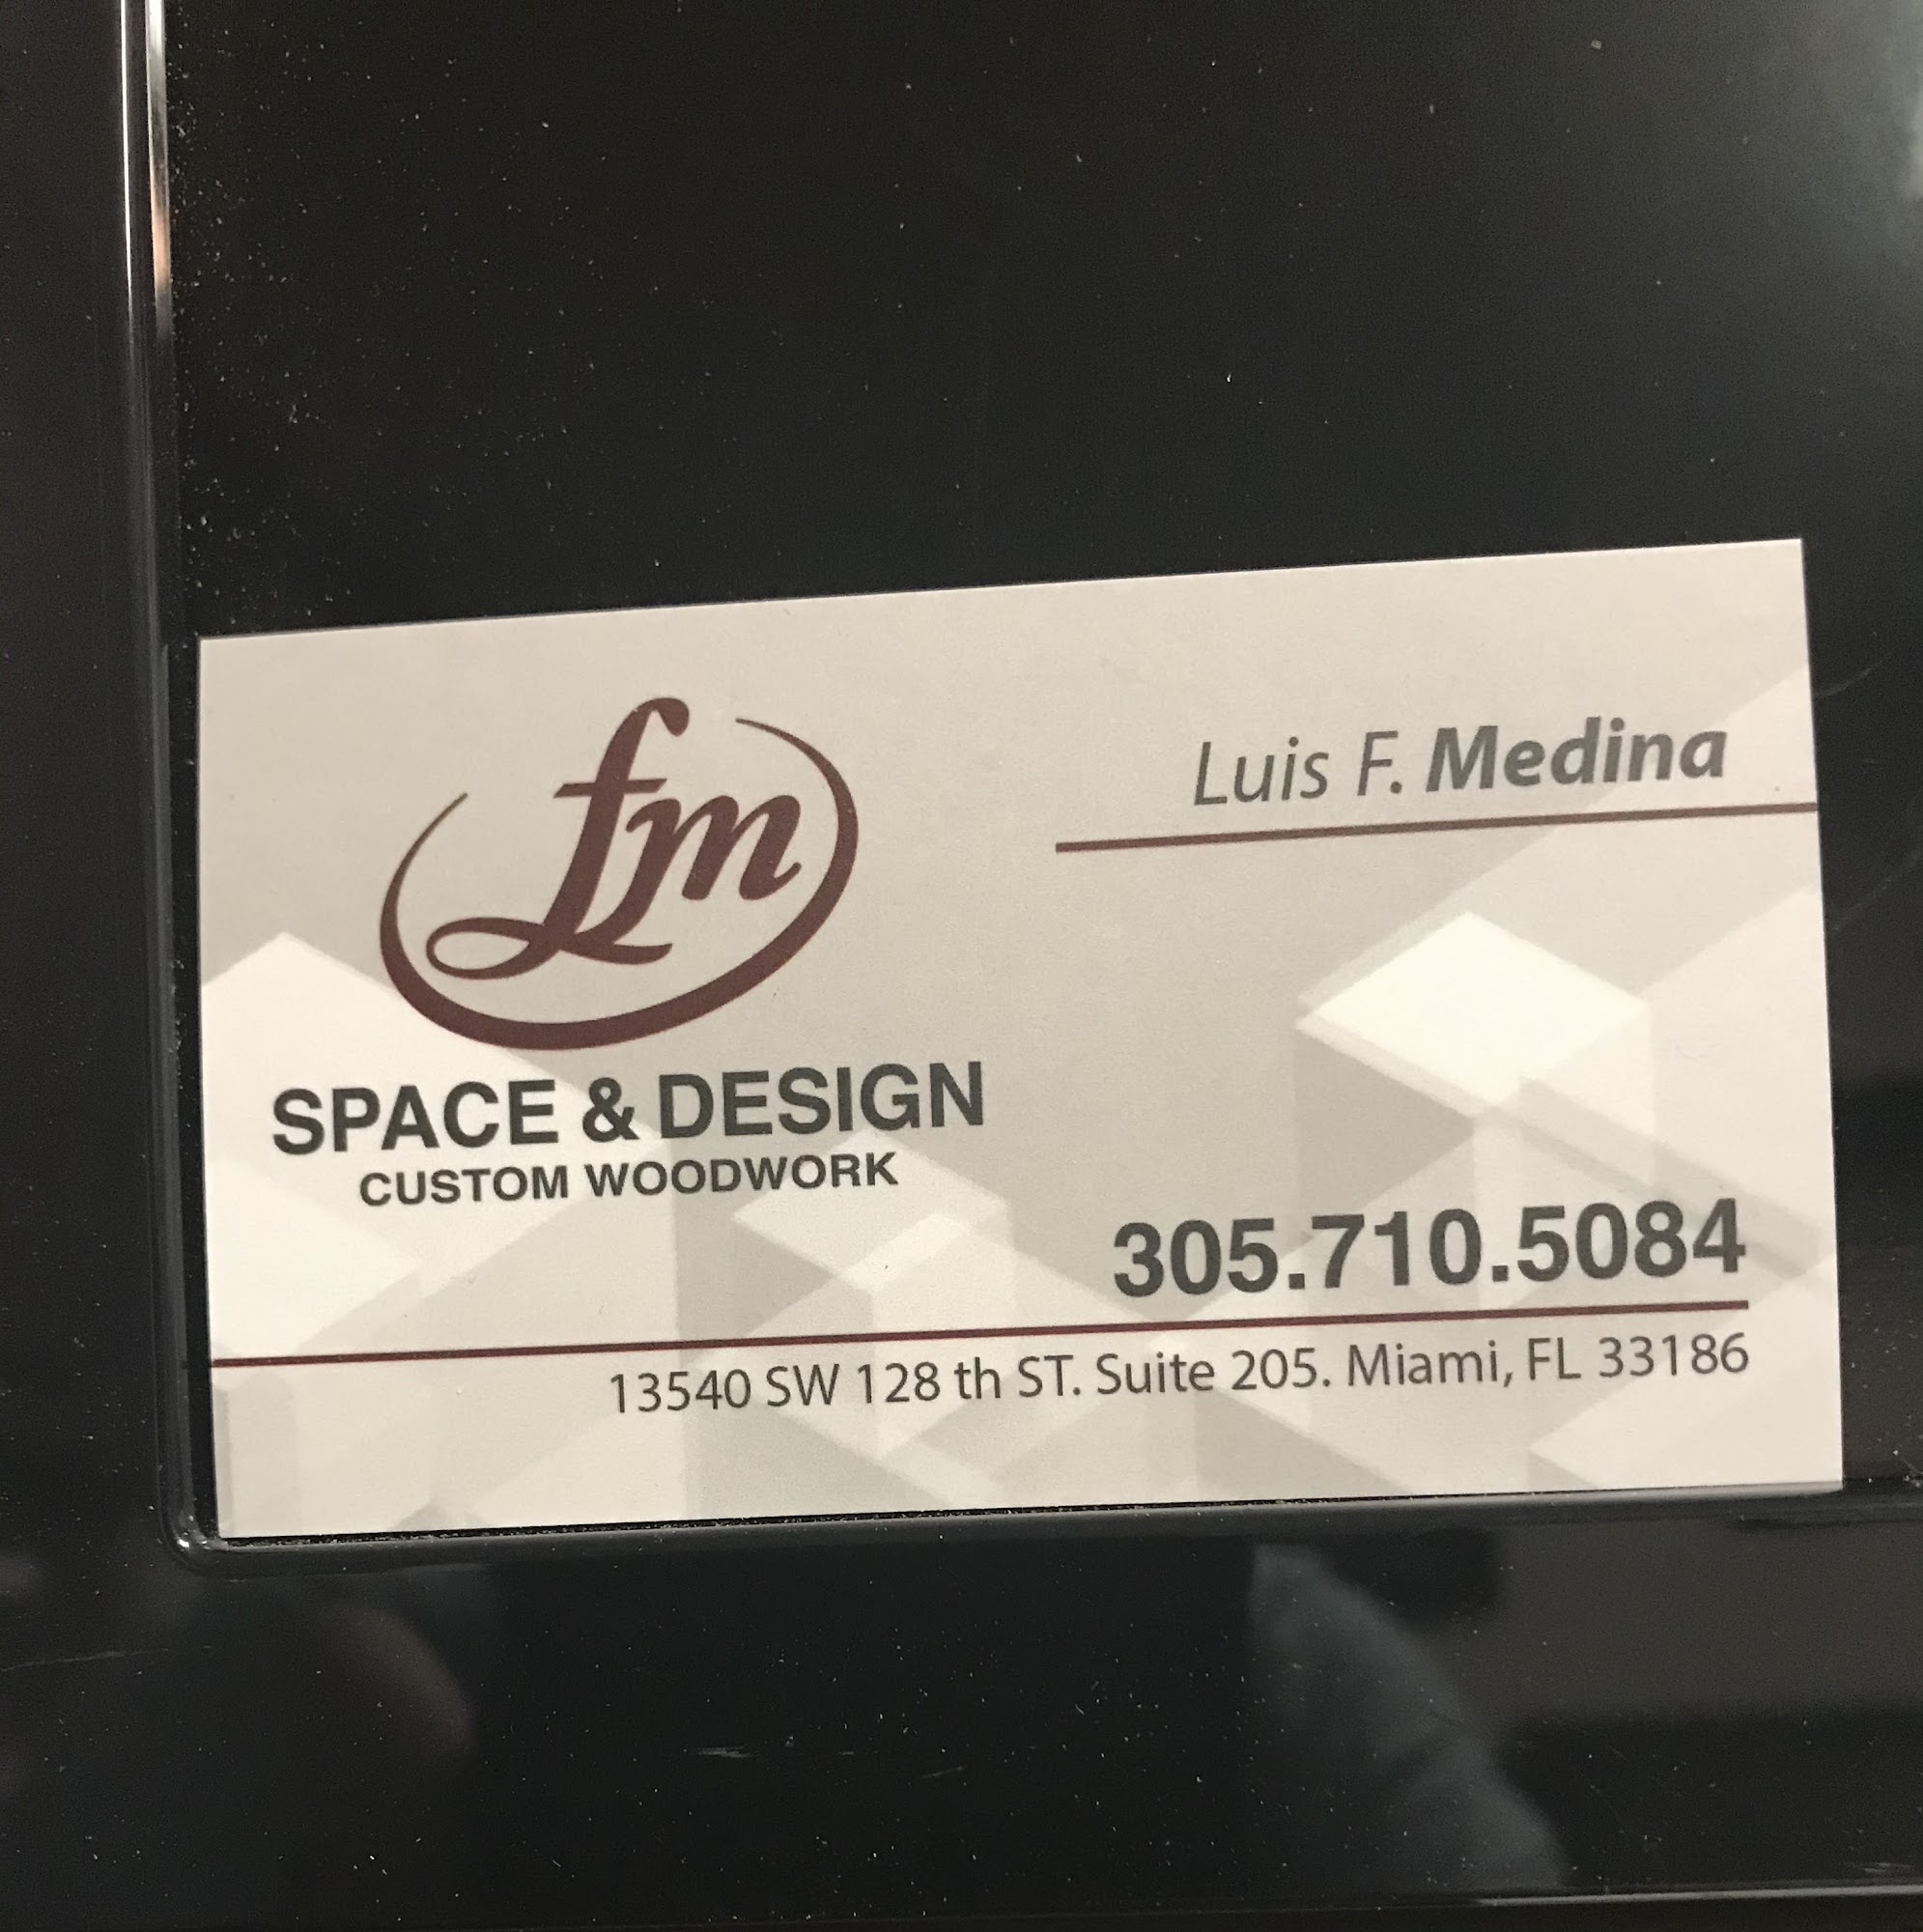 fm
SPACE & DESIGN
CUSTOM WOODWORK
Luis F. Medina
305.710.5084
13540 SW 128 th ST. Suite 205. Miami, FL 33186